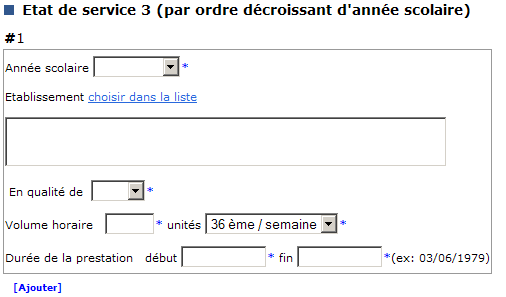 Etat de service 3 (par ordre décroissant d'année scolaire)
#1
Année scolaire *
Etablissement choisir dans la liste
En qualité de *
Volume horaire * unités 36 ème / semaine *
Durée de la prestation début * fin *(ex: 03/06/1979)
[Ajouter]